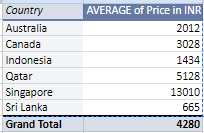 Country AVERAGE of Price in INR
Australia 2012
Canada 3028
Indonesia 1434
Qatar 5128
Singapore 13010
Sri Lanka 665
Grand Total 4280